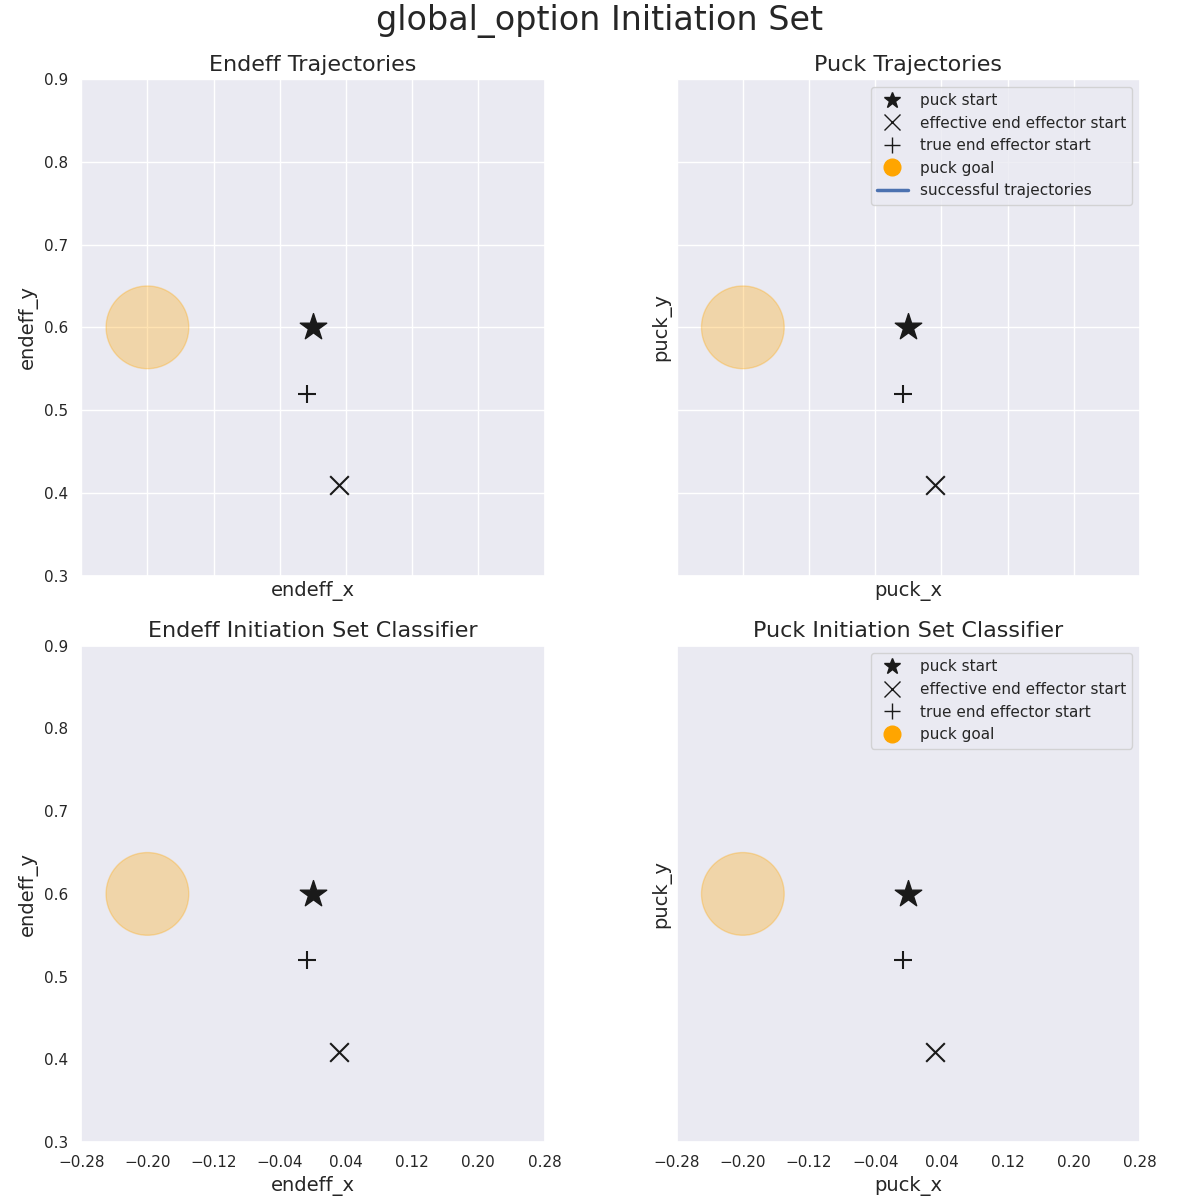 global_option Initiation Set
Endeff Trajectories
0.9
0.8
0.7
0.6
0.5
0.4
0.3
endeff_y
endeff_x
Puck Trajectories
puck start
effective end effector start
true end effector start
puck goal
successful trajectories
puck_y
puck_x
Endeff Initiation Set Classifier
0.9
0.8
0.7
0.6
0.5
0.4
0.3
endeff_y
−0.28 −0.20 −0.12 −0.04 0.04 0.12 0.20 0.28
endeff_x
Puck Initiation Set Classifier
puck start
effective end effector start
true end effector start
puck goal
puck_y
−0.28 −0.20 −0.12 −0.04 0.04 0.12 0.20 0.28
puck_x